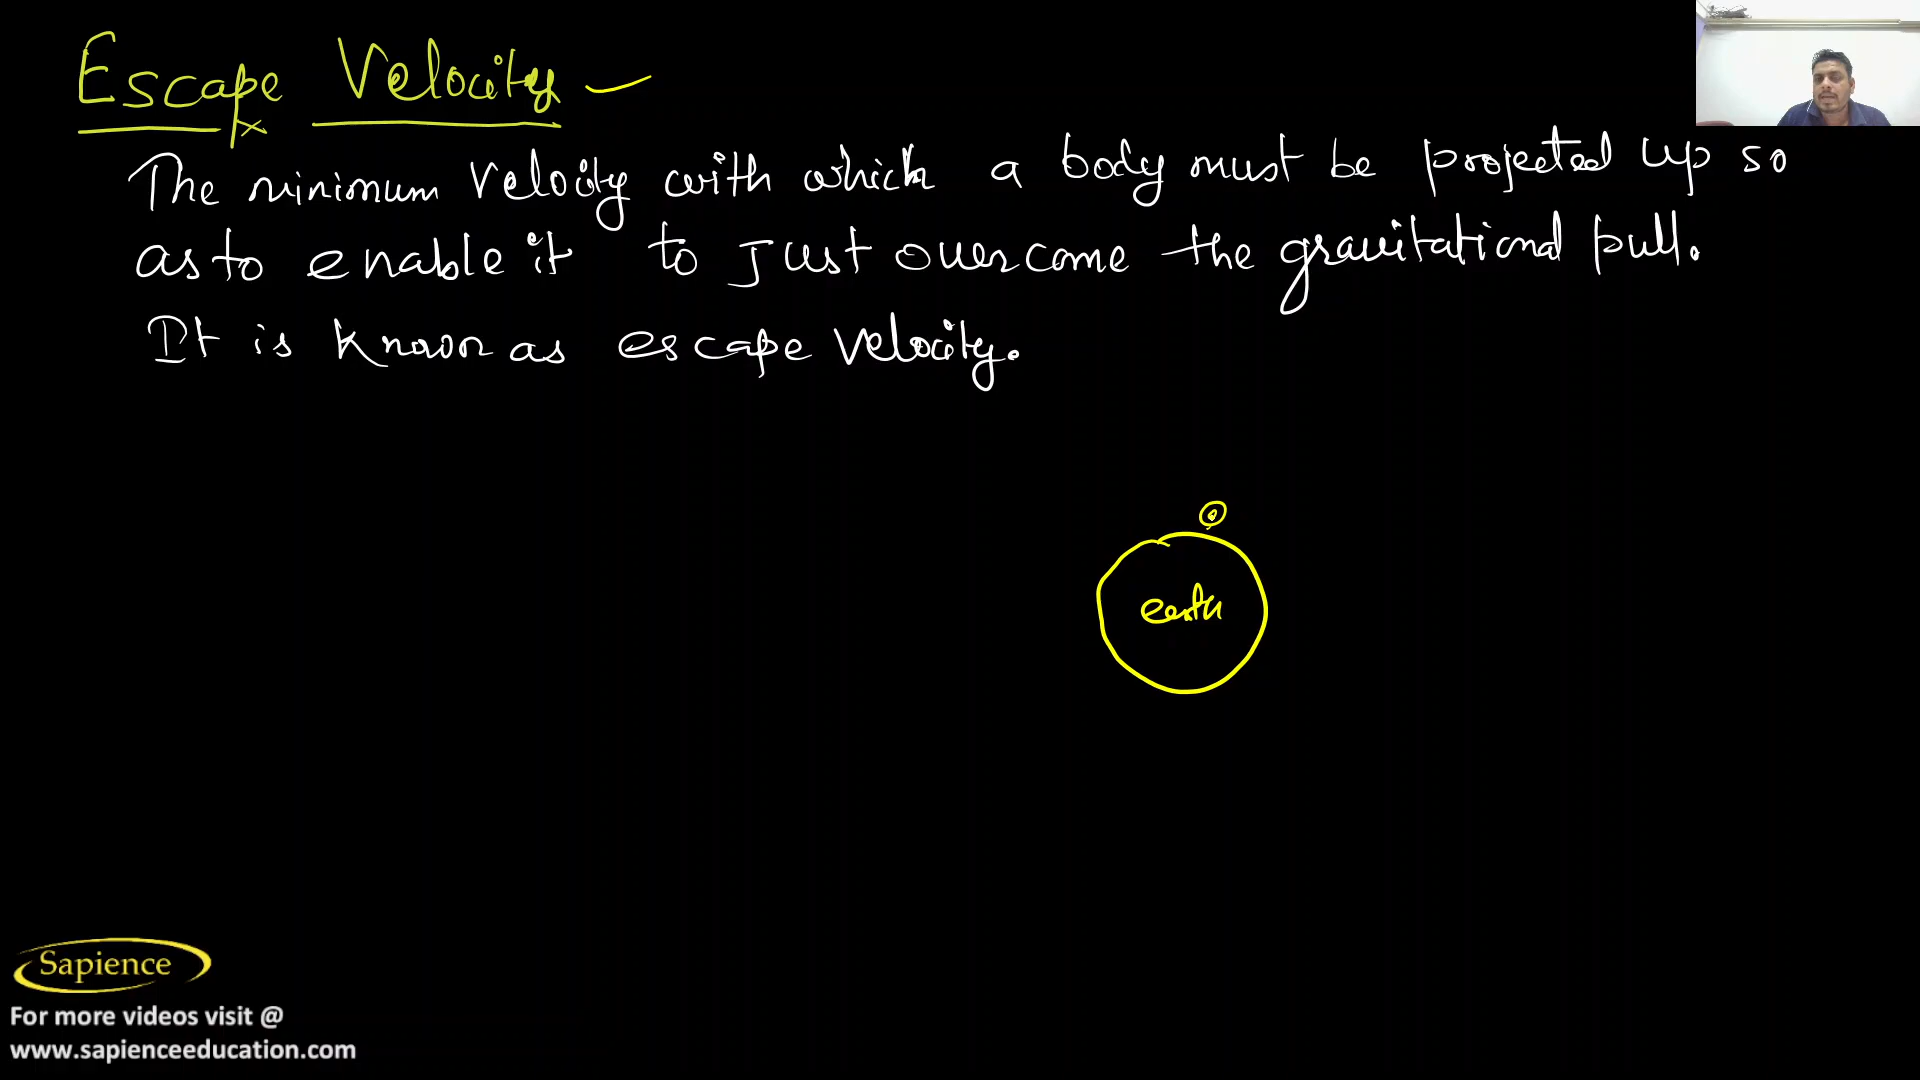 Escape Velocity
The minimum velocity with which a body must be projected up so
as to enable it to just overcome the gravitational pull.
It is known as escape velocity.
earth
Sapience
For more videos visit @
www.sapienceeducation.com